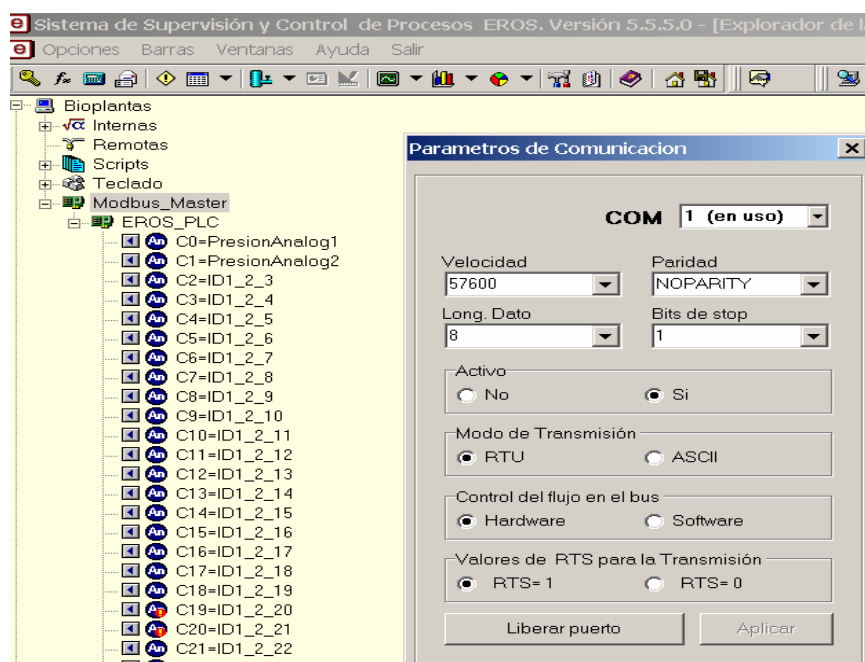 Sistema de Supervisión y Control de Procesos EROS. Versión 5.5.5.0 - [Explorador de l
Opciones Barras Ventanas Ayuda Salir
Bioplantas
Internas
Remotas
Scripts
Teclado
Modbus_Master
EROS_PLC
C0=PresionAnalog1
C1=PresionAnalog2
C2=ID1_2_3
C3=ID1_2_4
C4=ID1_2_5
C5=ID1_2_6
C6=ID1_2_7
C7=ID1_2_8
C8=ID1_2_9
C9=ID1_2_10
C10=ID1_2_11
C11=ID1_2_12
C12=ID1_2_13
C13=ID1_2_14
C14=ID1_2_15
C15=ID1_2_16
C16=ID1_2_17
C17=ID1_2_18
C18=ID1_2_19
C19=ID1_2_20
C20=ID1_2_21
C21=ID1_2_22
Parametros de Comunicacion
COM 1 (en uso)
Velocidad Paridad
57600 NOPARITY
Long. Dato Bits de stop
8 1
Activo
No Si
Modo de Transmisión
RTU ASCII
Control del flujo en el bus
Hardware Software
Valores de RTS para la Transmisión
RTS= 1 RTS= 0
Liberar puerto Aplicar